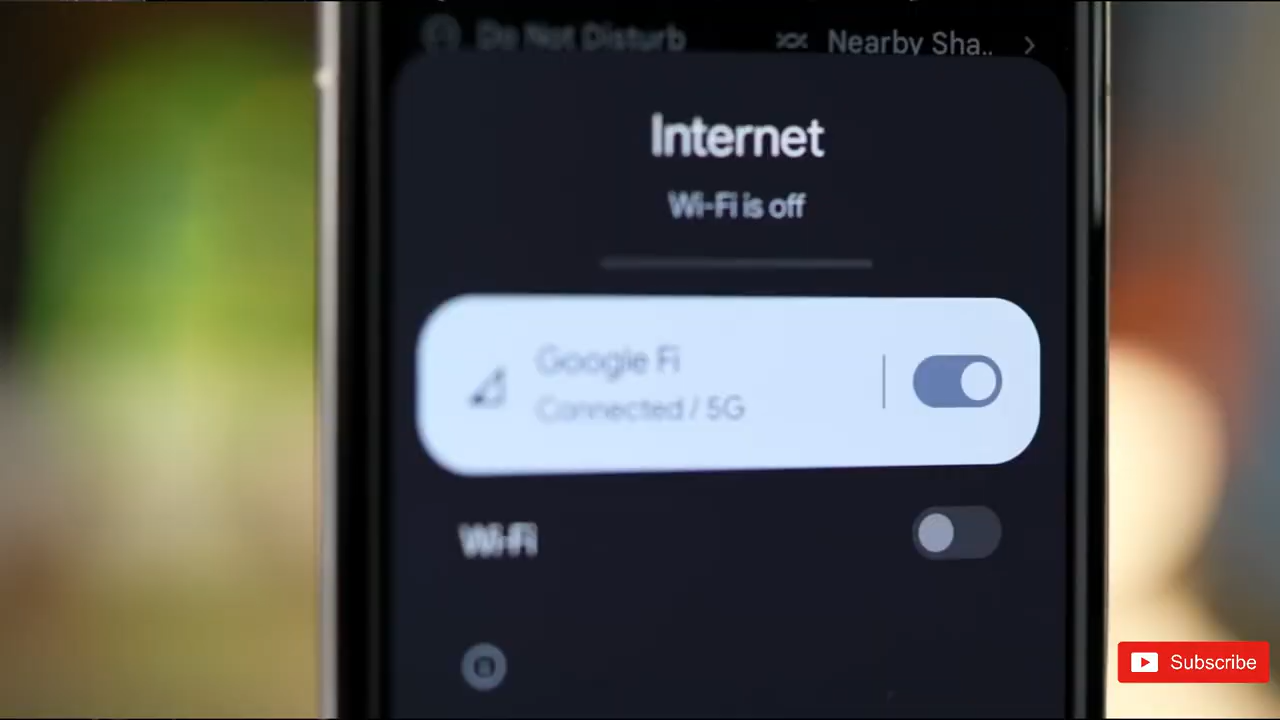 Do Not Disturb
Nearby Sha..
Internet
Wi-Fi is off
Google Fi
Connected / 5G
Wi-Fi
Subscribe